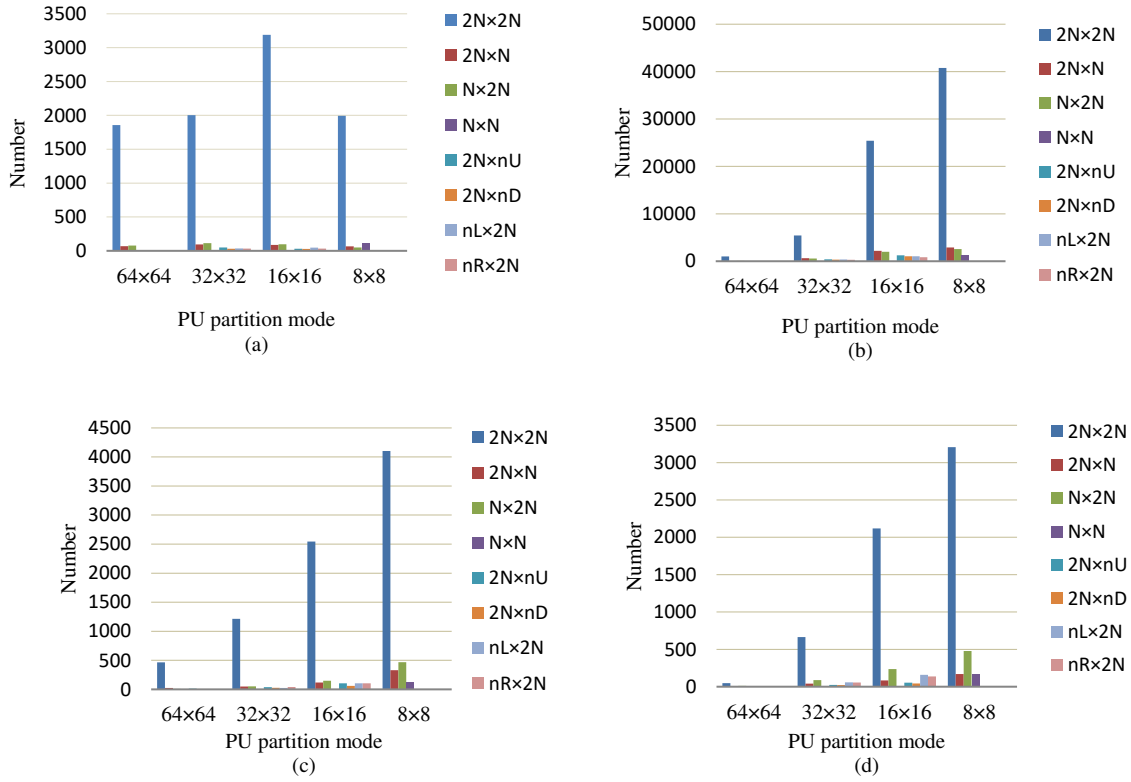 3500
3000
2500
2000
1500
1000
500
0
Number
64×64 32×32 16×16 8×8
PU partition mode
(a)
2N×2N
2N×N
N×2N
N×N
2N×nU
2N×nD
nL×2N
nR×2N
50000
40000
30000
20000
10000
0
Number
64×64 32×32 16×16 8×8
PU partition mode
(b)
2N×2N
2N×N
N×2N
N×N
2N×nU
2N×nD
nL×2N
nR×2N
4500
4000
3500
3000
2500
2000
1500
1000
500
0
Number
64×64 32×32 16×16 8×8
PU partition mode
(c)
2N×2N
2N×N
N×2N
N×N
2N×nU
2N×nD
nL×2N
nR×2N
3500
3000
2500
2000
1500
1000
500
0
Number
64×64 32×32 16×16 8×8
PU partition mode
(d)
2N×2N
2N×N
N×2N
N×N
2N×nU
2N×nD
nL×2N
nR×2N